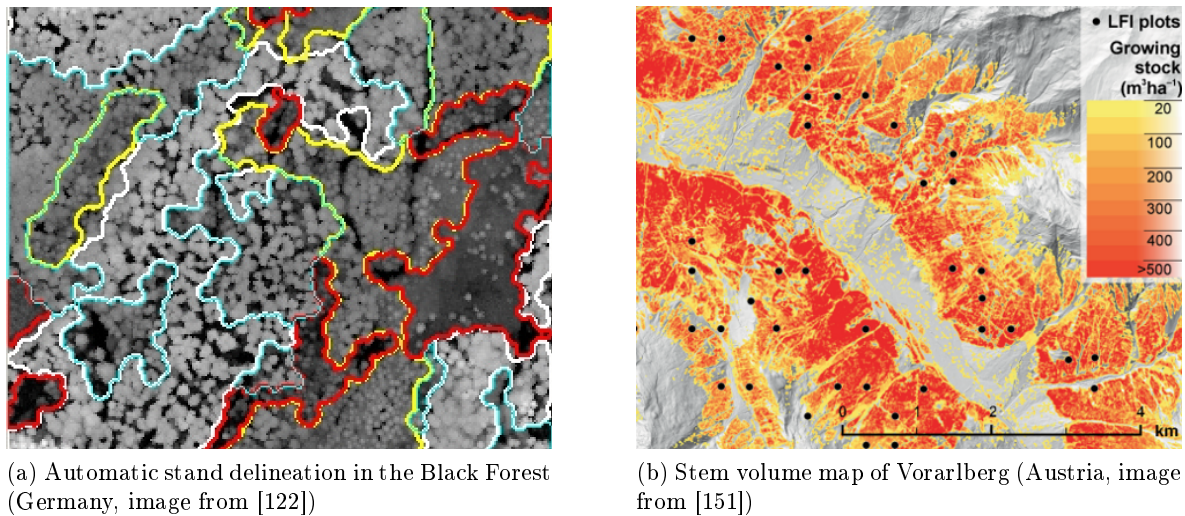 • LFI plots
Growing
stock
(m³ha⁻¹)
20
100
200
300
400
>500
0 1 2 4
km
(a) Automatic stand delineation in the Black Forest
(Germany, image from [122])
(b) Stem volume map of Vorarlberg (Austria, image
from [151])